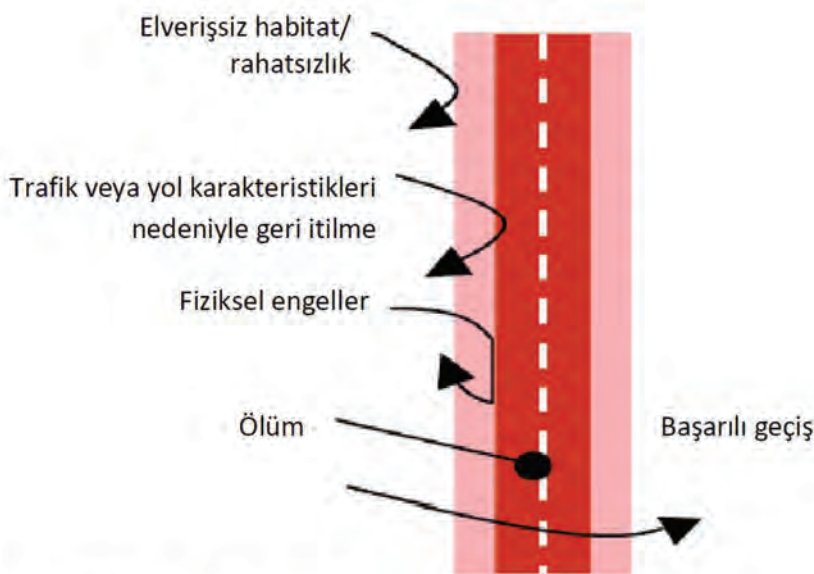 Elverişsiz habitat/
rahatsızlık
Trafik veya yol karakteristikleri
nedeniyle geri itilme
Fiziksel engeller
Ölüm
Başarılı geçiş